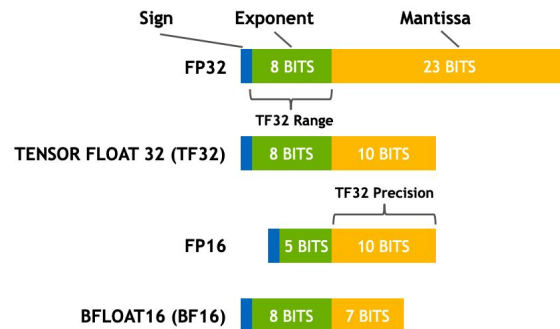 Sign Exponent Mantissa
FP32 8 BITS 23 BITS
TF32 Range
TENSOR FLOAT 32 (TF32) 8 BITS 10 BITS
TF32 Precision
FP16 5 BITS 10 BITS
BFLOAT16 (BF16) 8 BITS 7 BITS